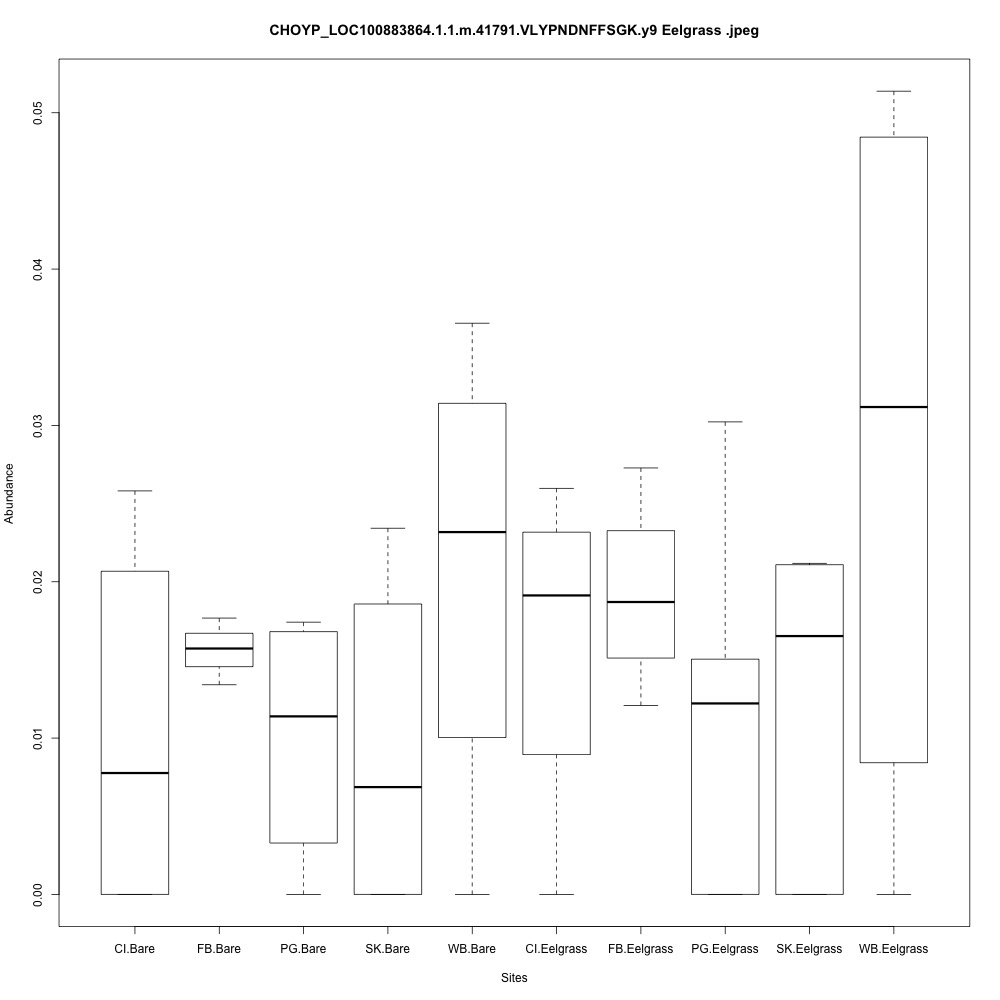 CHOYP_LOC100883864.1.1.m.41791.VLYPNDNFFSGK.y9 Eelgrass .jpeg
0.05
0.04
0.03
0.02
0.01
0.00
Abundance
CI.Bare FB.Bare PG.Bare SK.Bare WB.Bare CI.Eelgrass FB.Eelgrass PG.Eelgrass SK.Eelgrass WB.Eelgrass
Sites